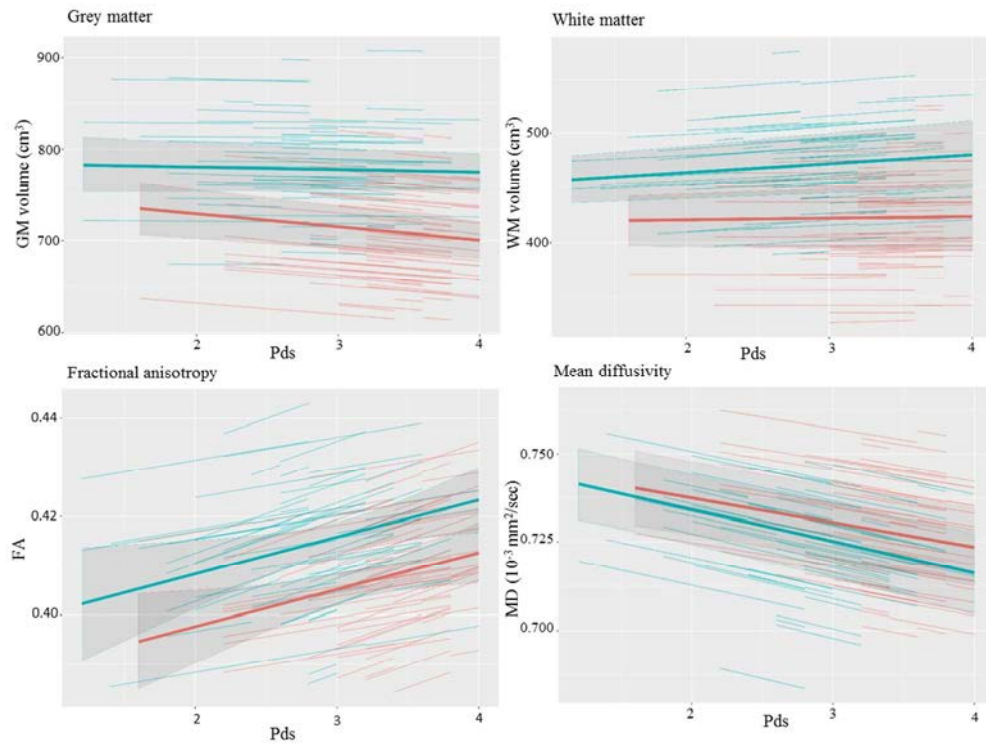 Grey matter
White matter
GM volume (cm³)
900
800
700
600
2
3
4
Pds
WM volume (cm³)
500
400
2
3
4
Pds
Fractional anisotropy
Mean diffusivity
FA
0.44
0.42
0.40
2
3
4
Pds
MD (10⁻³ mm²/sec)
0.750
0.725
0.700
2
3
4
Pds